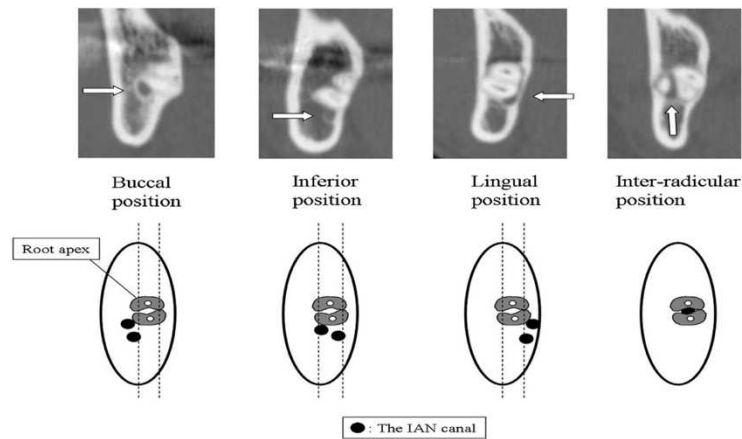 Buccal
position
Inferior
position
Lingual
position
Inter-radicular
position
Root apex
: The IAN canal